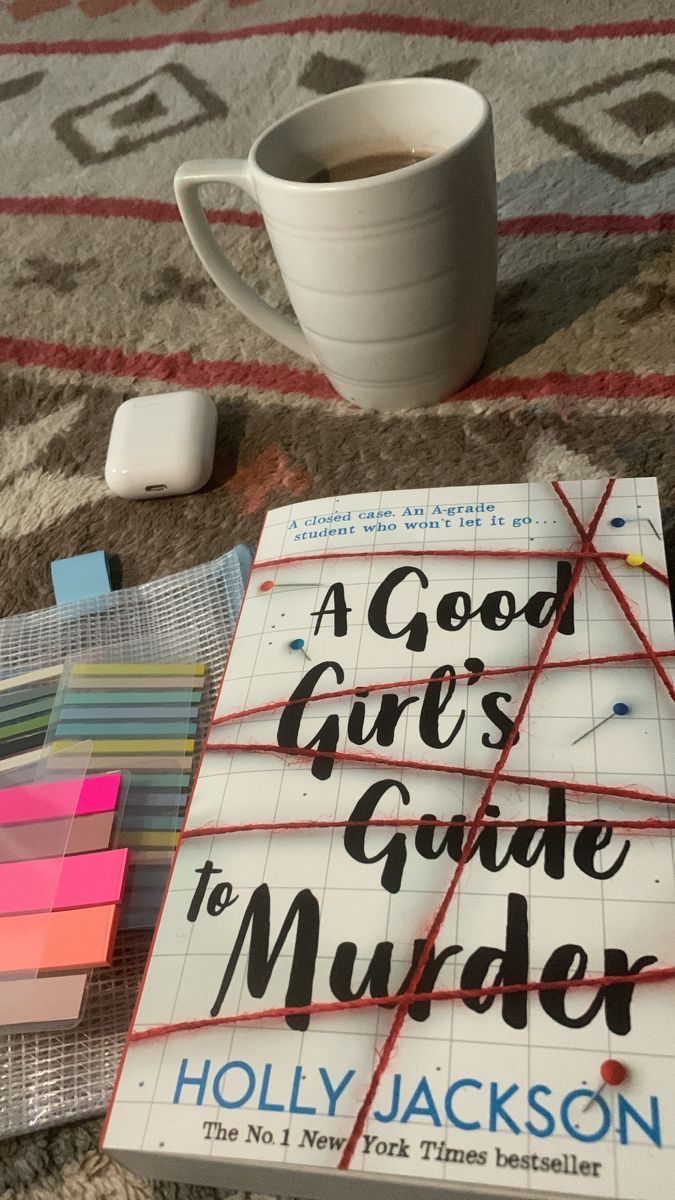 A closed case. An A-grade
student who won't let it go...
A Good
Girl's
Guide
to
Murder
HOLLY JACKSON
The No. 1 New York Times bestseller